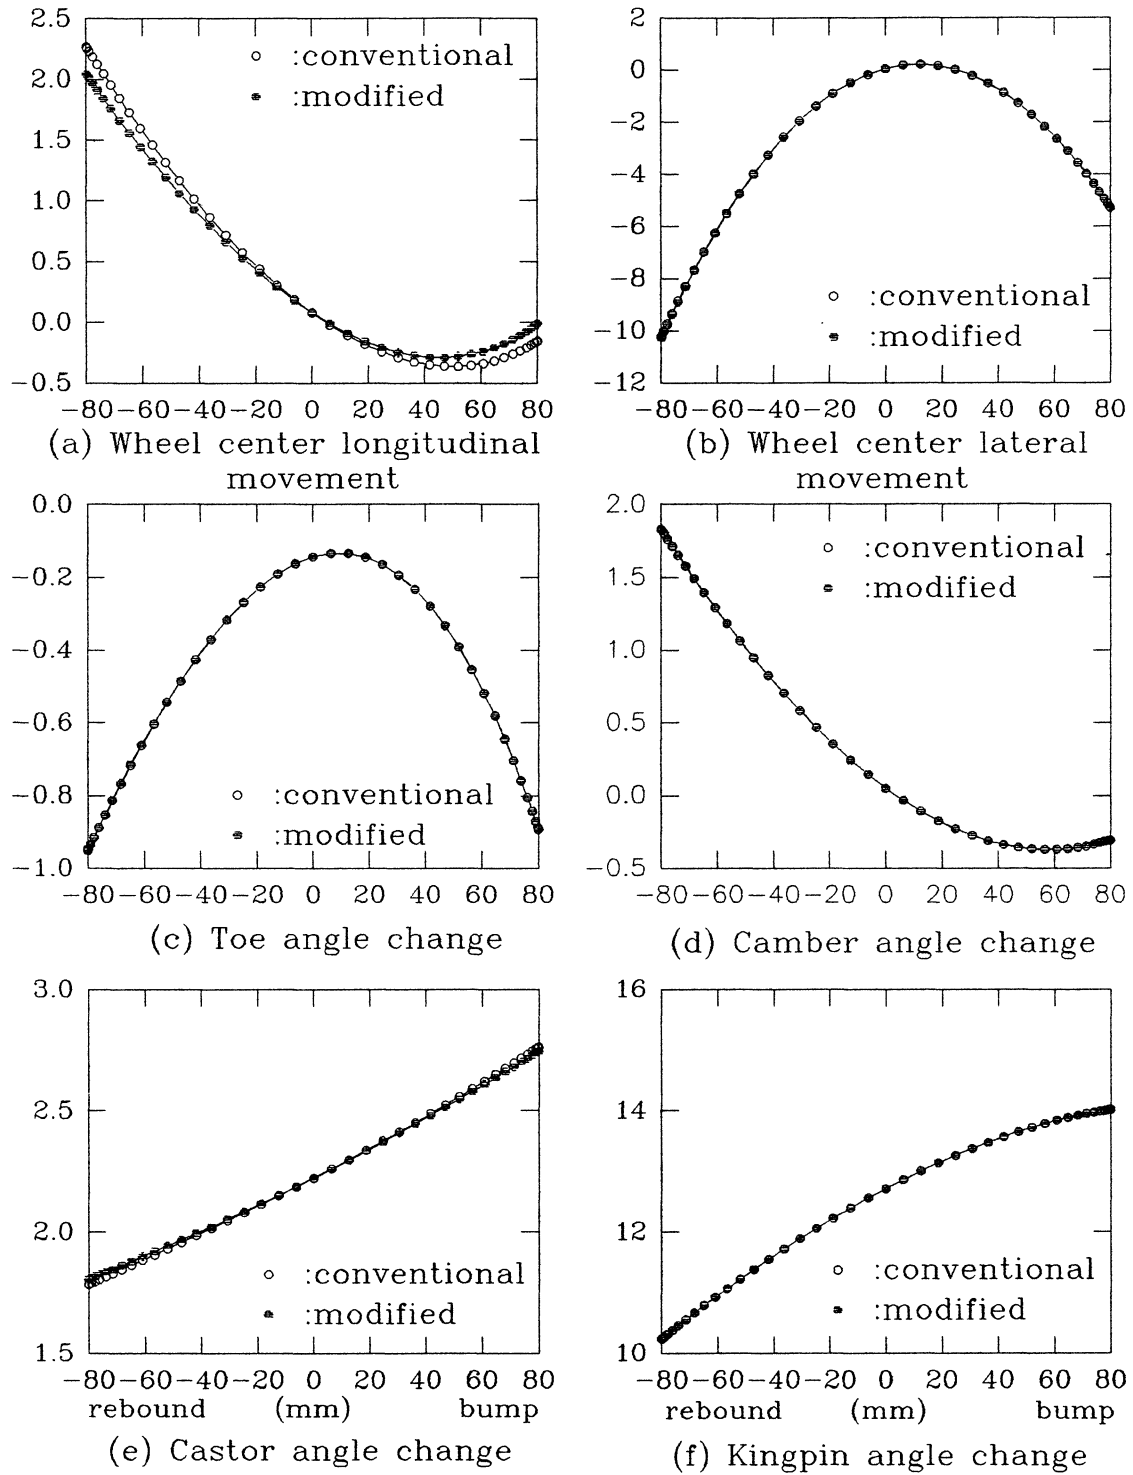 2.5
2.0
1.5
1.0
0.5
0.0
−0.5
:conventional
:modified
−80 −60 −40 −20 0 20 40 60 80
(a) Wheel center longitudinal
movement
2
0
−2
−4
−6
−8
−10
−12
:conventional
:modified
−80 −60 −40 −20 0 20 40 60 80
(b) Wheel center lateral
movement
0.0
−0.2
−0.4
−0.6
−0.8
−1.0
:conventional
:modified
−80 −60 −40 −20 0 20 40 60 80
(c) Toe angle change
2.0
1.5
1.0
0.5
0.0
−0.5
:conventional
:modified
−80 −60 −40 −20 0 20 40 60 80
(d) Camber angle change
3.0
2.5
2.0
1.5
:conventional
:modified
−80 −60 −40 −20 0 20 40 60 80
rebound (mm) bump
(e) Castor angle change
16
14
12
10
:conventional
:modified
−80 −60 −40 −20 0 20 40 60 80
rebound (mm) bump
(f) Kingpin angle change